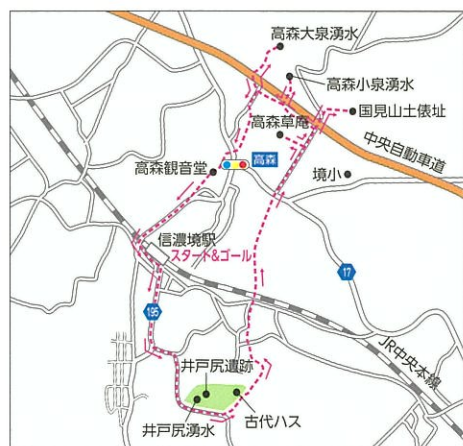 高森大泉湧水
高森小泉湧水
国見山土俵址
高森草庵
中央自動車道
高森
高森観音堂
境小
信濃境駅
スタート&ゴール
17
195
JR中央本線
井戸尻遺跡
井戸尻湧水
古代ハス